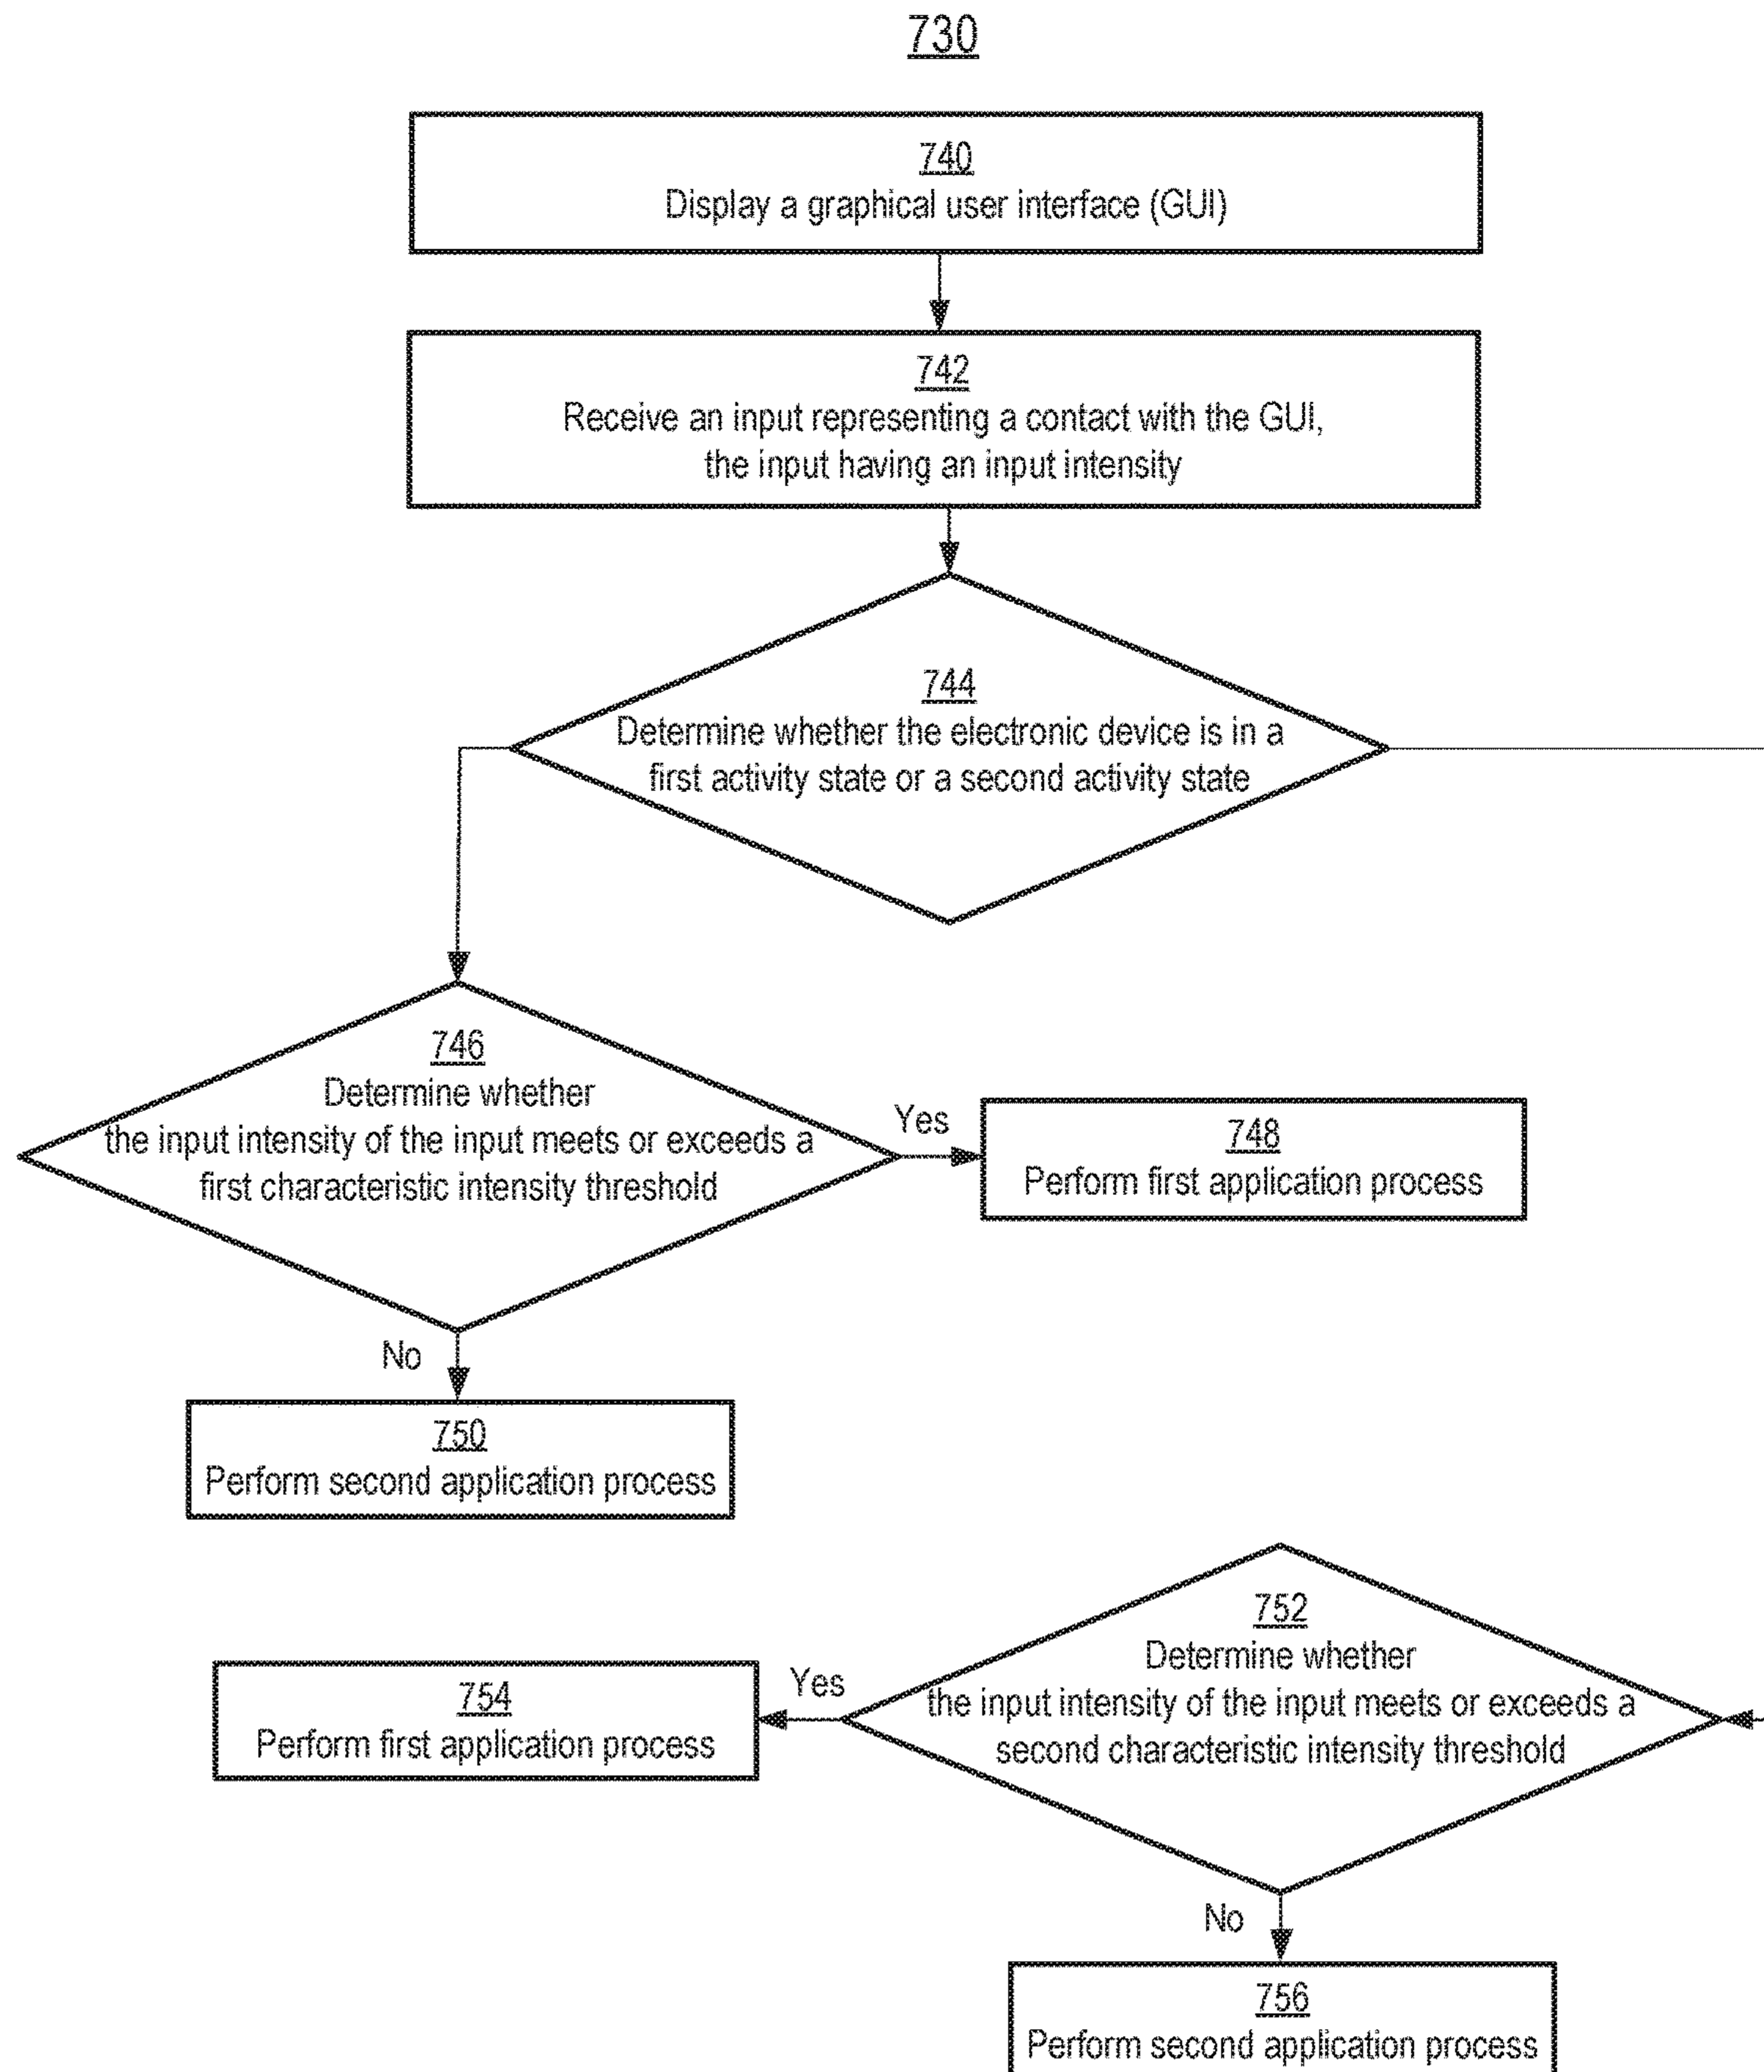 730
740
Display a graphical user interface (GUI)
742
Receive an input representing a contact with the GUI,
the input having an input intensity
744
Determine whether the electronic device is in a
first activity state or a second activity state
746
Determine whether
the input intensity of the input meets or exceeds a
first characteristic intensity threshold
Yes
748
Perform first application process
No
750
Perform second application process
752
Determine whether
the input intensity of the input meets or exceeds a
second characteristic intensity threshold
Yes
754
Perform first application process
No
756
Perform second application process